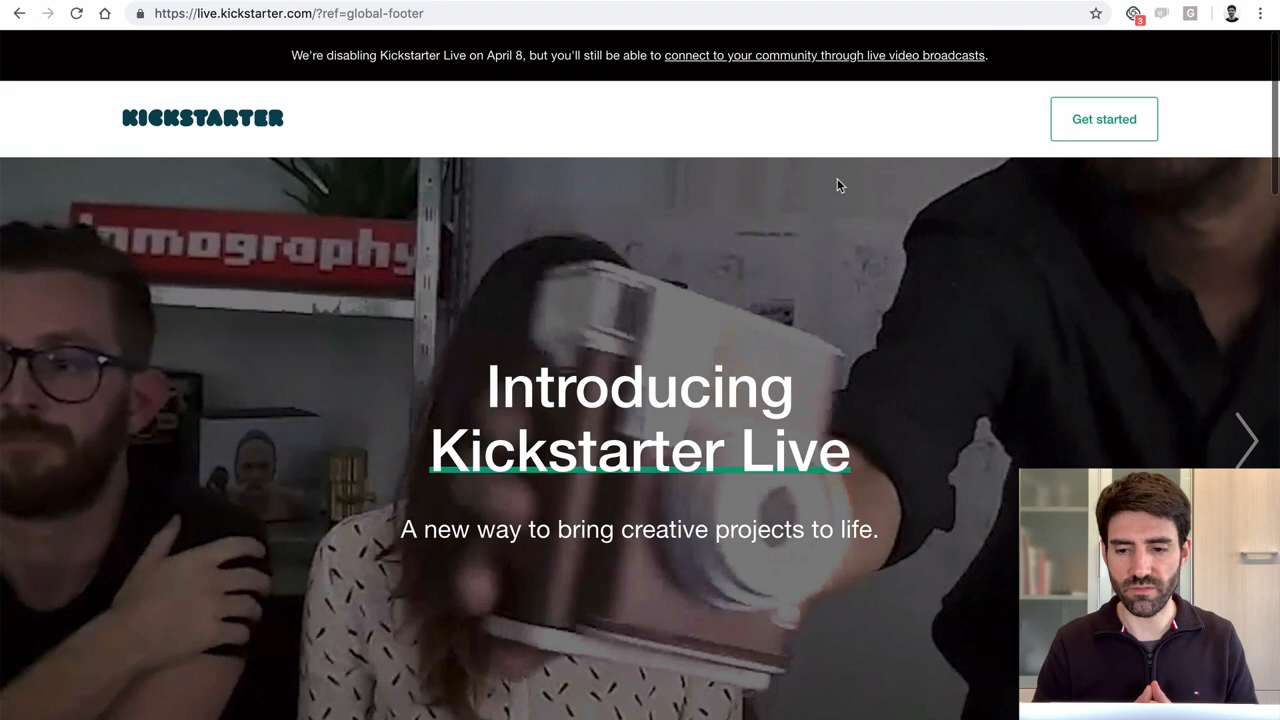 https://live.kickstarter.com/?ref=global-footer
3
G
We're disabling Kickstarter Live on April 8, but you'll still be able to connect to your community through live video broadcasts.
KICKSTARTER
Get started
lomography
Introducing
Kickstarter Live
A new way to bring creative projects to life.